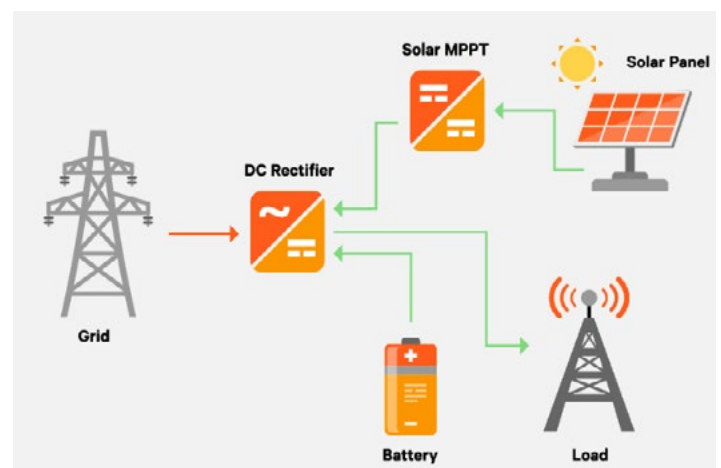 Solar MPPT
Solar Panel
DC Rectifier
Grid
Battery
Load